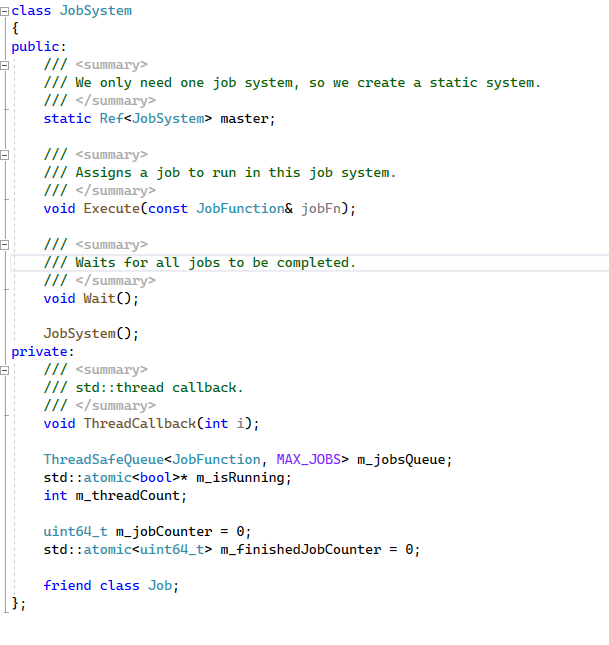 class JobSystem
{
public:
    /// <summary>
    /// We only need one job system, so we create a static system.
    /// </summary>
    static Ref<JobSystem> master;

    /// <summary>
    /// Assigns a job to run in this job system.
    /// </summary>
    void Execute(const JobFunction& jobFn);

    /// <summary>
    /// Waits for all jobs to be completed.
    /// </summary>
    void Wait();

    JobSystem();
private:
    /// <summary>
    /// std::thread callback.
    /// </summary>
    void ThreadCallback(int i);

    ThreadSafeQueue<JobFunction, MAX_JOBS> m_jobsQueue;
    std::atomic<bool>* m_isRunning;
    int m_threadCount;

    uint64_t m_jobCounter = 0;
    std::atomic<uint64_t> m_finishedJobCounter = 0;

    friend class Job;
};